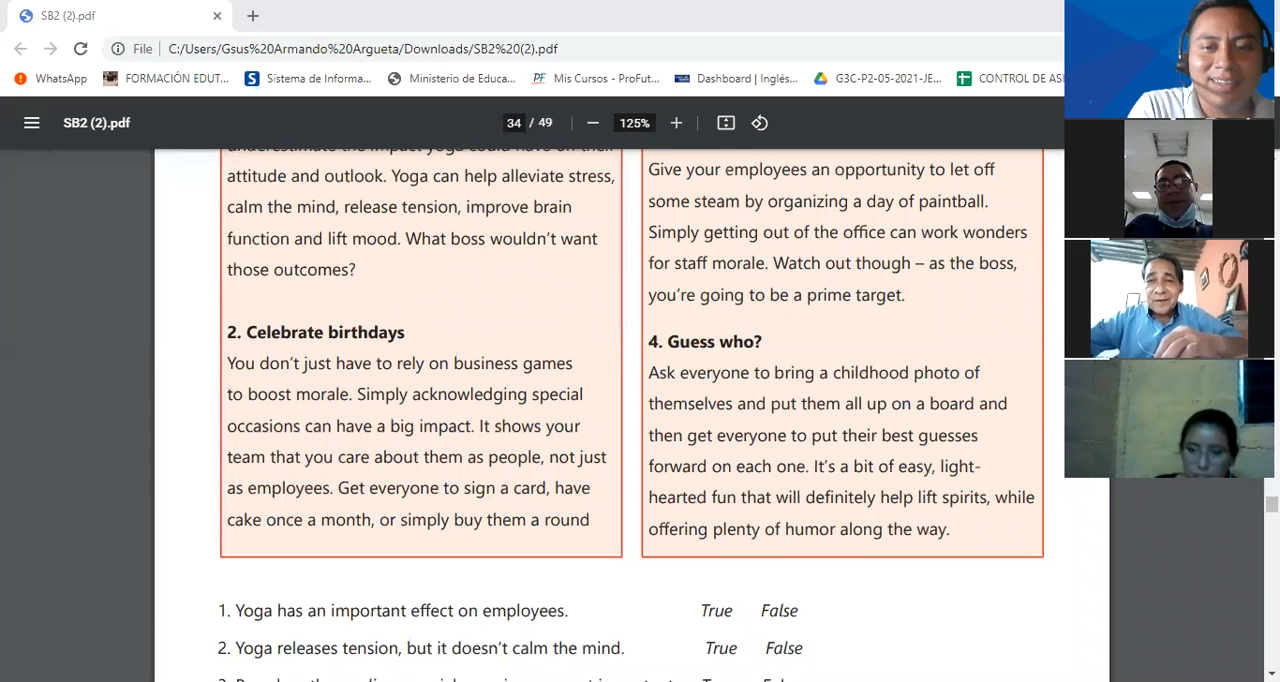 SB2 (2).pdf
File
C:/Users/Gsus%20Armando%20Argueta/Downloads/SB2%20(2).pdf
WhatsApp
FORMACIÓN EDUT...
Sistema de Informa...
Ministerio de Educa...
PF Mis Cursos - ProFut...
Dashboard | Inglés...
G3C-P2-05-2021-JE...
CONTROL DE ASI
SB2 (2).pdf
34 / 49
125%
underestimate the impact yoga could have on their
attitude and outlook. Yoga can help alleviate stress,
calm the mind, release tension, improve brain
function and lift mood. What boss wouldn’t want
those outcomes?
2. Celebrate birthdays
You don’t just have to rely on business games
to boost morale. Simply acknowledging special
occasions can have a big impact. It shows your
team that you care about them as people, not just
as employees. Get everyone to sign a card, have
cake once a month, or simply buy them a round
Give your employees an opportunity to let off
some steam by organizing a day of paintball.
Simply getting out of the office can work wonders
for staff morale. Watch out though – as the boss,
you’re going to be a prime target.
4. Guess who?
Ask everyone to bring a childhood photo of
themselves and put them all up on a board and
then get everyone to put their best guesses
forward on each one. It’s a bit of easy, light-
hearted fun that will definitely help lift spirits, while
offering plenty of humor along the way.
1. Yoga has an important effect on employees. True False
2. Yoga releases tension, but it doesn’t calm the mind. True False